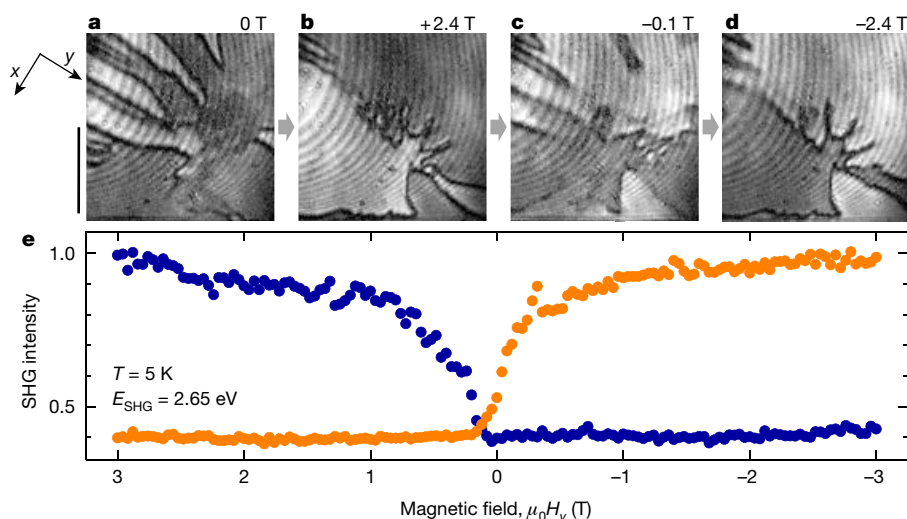 a 0 T b +2.4 T c –0.1 T d –2.4 T
x y
e
1.0
0.5
SHG intensity
T = 5 K
E_SHG = 2.65 eV
3 2 1 0 –1 –2 –3
Magnetic field, μ₀H_y (T)